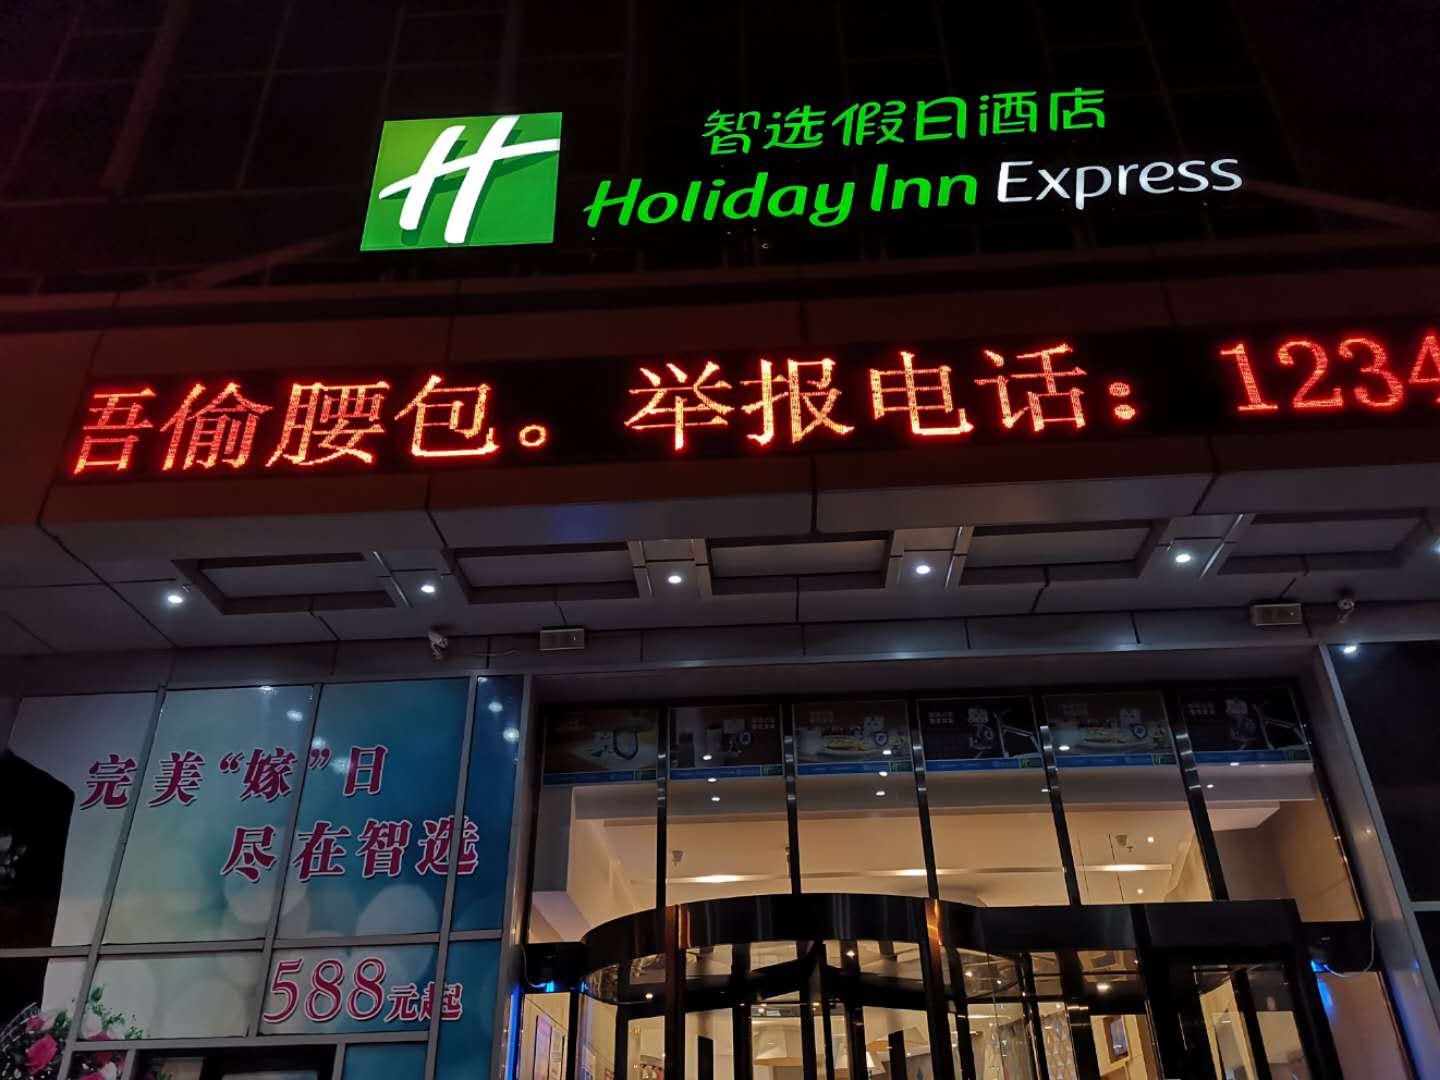 智选假日酒店
Holiday Inn Express
吾偷腰包。举报电话：1234
完美“嫁”日
尽在智选
588元起